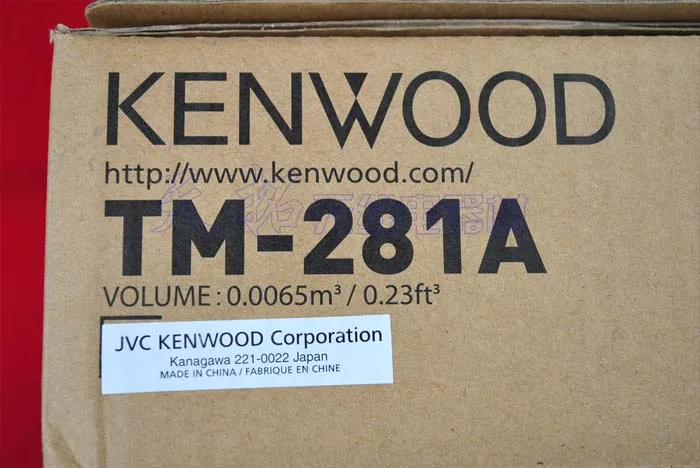 KENWOOD
http://www.kenwood.com/
TM-281A
VOLUME : 0.0065m³ / 0.23ft³
JVC KENWOOD Corporation
Kanagawa 221-0022 Japan
MADE IN CHINA / FABRIQUE EN CHINE